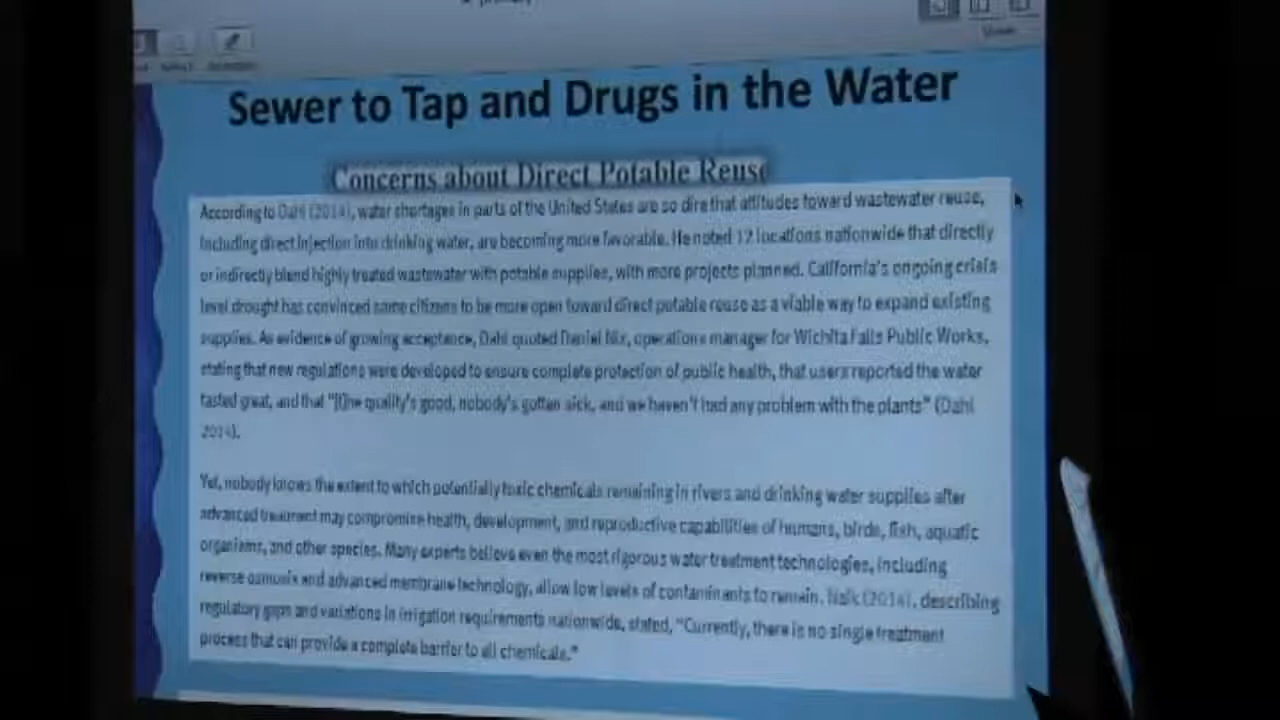 Sewer to Tap and Drugs in the Water
Concerns about Direct Potable Reuse
According to Dahl (2014), water shortages in parts of the United States are so dire that attitudes toward wastewater reuse,
including direct injection into drinking water, are becoming more favorable. He noted 12 locations nationwide that directly
or indirectly blend highly treated wastewater with potable supplies, with more projects planned. California's ongoing crisis
level drought has convinced some citizens to be more open toward direct potable reuse as a viable way to expand existing
supplies. As evidence of growing acceptance, Dahl quoted Daniel Nix, operations manager for Wichita Falls Public Works,
stating that new regulations were developed to ensure complete protection of public health, that users reported the water
tasted great, and that "[t]he quality's good, nobody's gotten sick, and we haven't had any problem with the plants" (Dahl
2014).
Yet, nobody knows the extent to which potentially toxic chemicals remaining in rivers and drinking water supplies after
advanced treatment may compromise health, development, and reproductive capabilities of humans, birds, fish, aquatic
organisms, and other species. Many experts believe even the most rigorous water treatment technologies, including
reverse osmosis and advanced membrane technology, allow low levels of contaminants to remain. (2014), describing
regulatory gaps and variations in irrigation requirements nationwide, stated, "Currently, there is no single treatment
process that can provide a complete barrier to all chemicals."